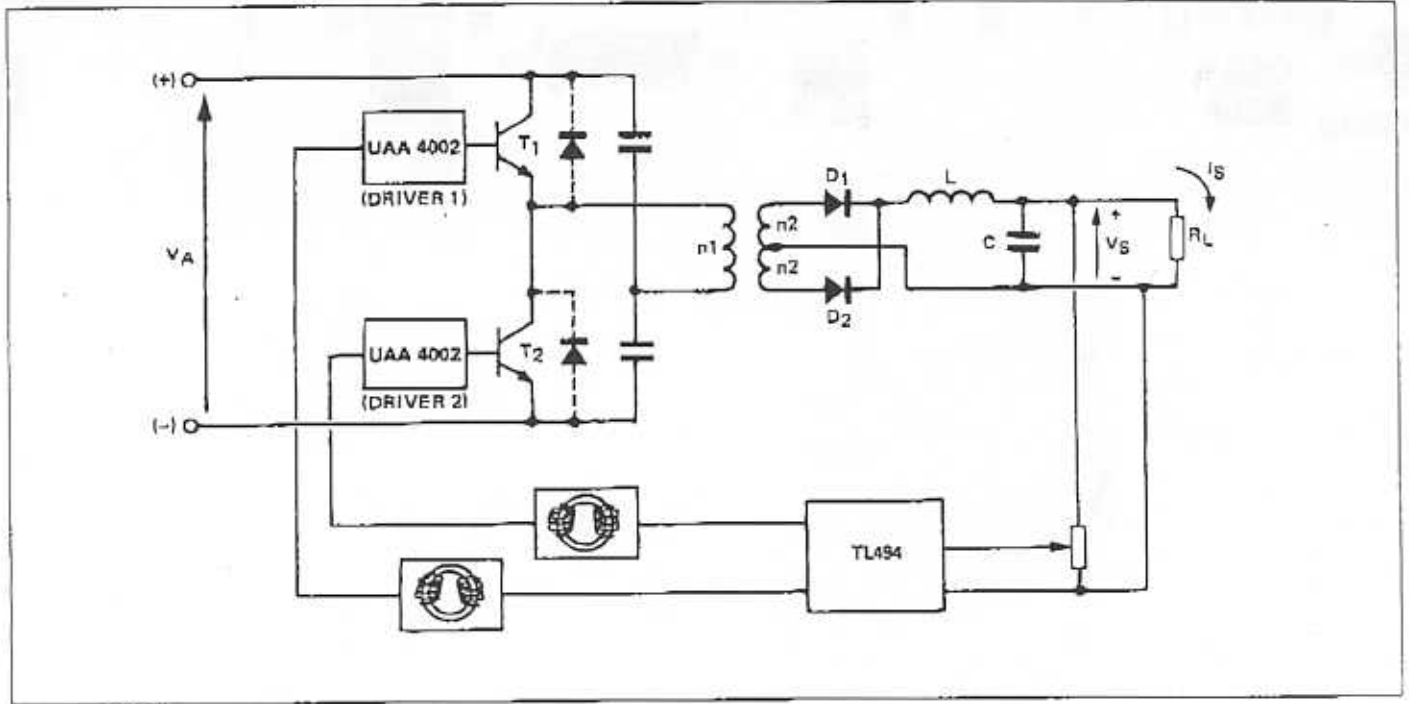 (+)
UAA 4002
(DRIVER 1)
T1
VA
n1
n2
n2
D1
D2
L
C
+
VS
-
IS
RL
UAA 4002
(DRIVER 2)
T2
(-)
TL494